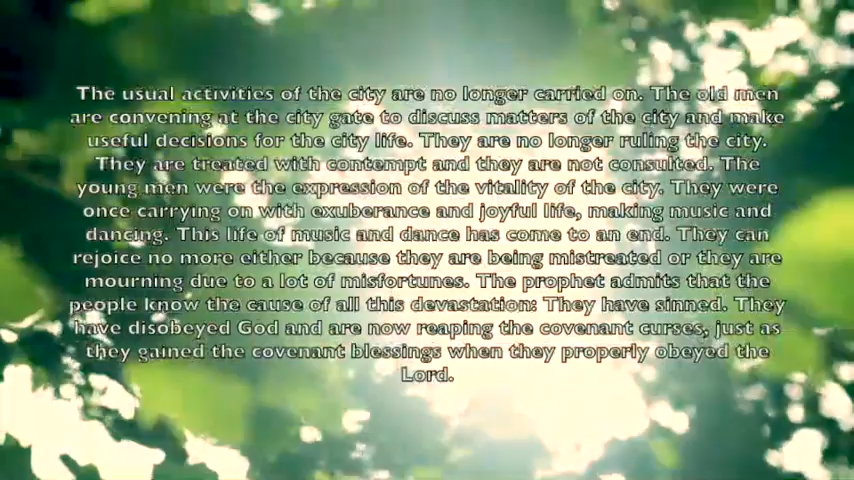 The usual activities of the city are no longer carried on. The old men
are convening at the city gate to discuss matters of the city and make
useful decisions for the city life. They are no longer ruling the city.
They are treated with contempt and they are not consulted. The
young men were the expression of the vitality of the city. They were
once carrying on with exuberance and joyful life, making music and
dancing. This life of music and dance has come to an end. They can
rejoice no more either because they are being mistreated or they are
mourning due to a lot of misfortunes. The prophet admits that the
people know the cause of all this devastation: They have sinned. They
have disobeyed God and are now reaping the covenant curses, just as
they gained the covenant blessings when they properly obeyed the
Lord.